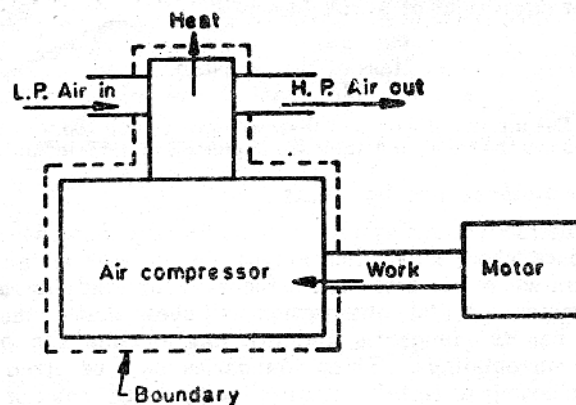 Heat
L.P. Air in
H.P. Air out
Air compressor
Work
Motor
Boundary